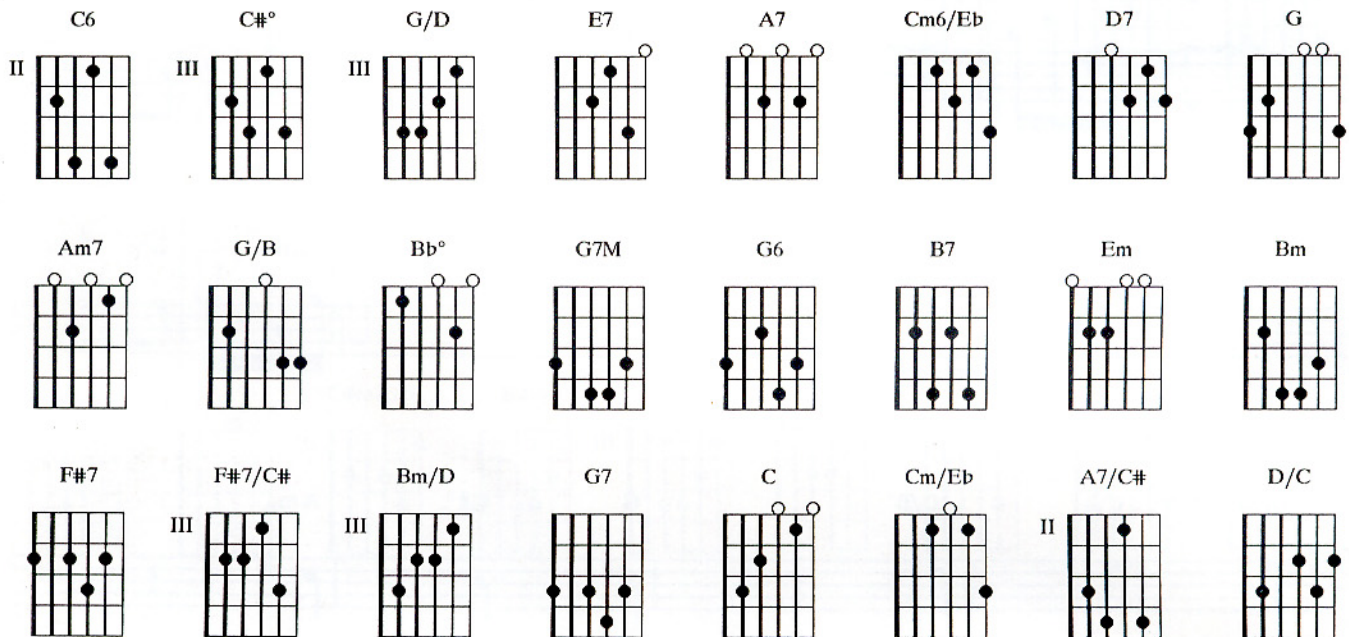 C6 C#° G/D E7 A7 Cm6/Eb D7 G
II III III
Am7 G/B Bb° G7M G6 B7 Em Bm
F#7 F#7/C# Bm/D G7 C Cm/Eb A7/C# D/C
III III II